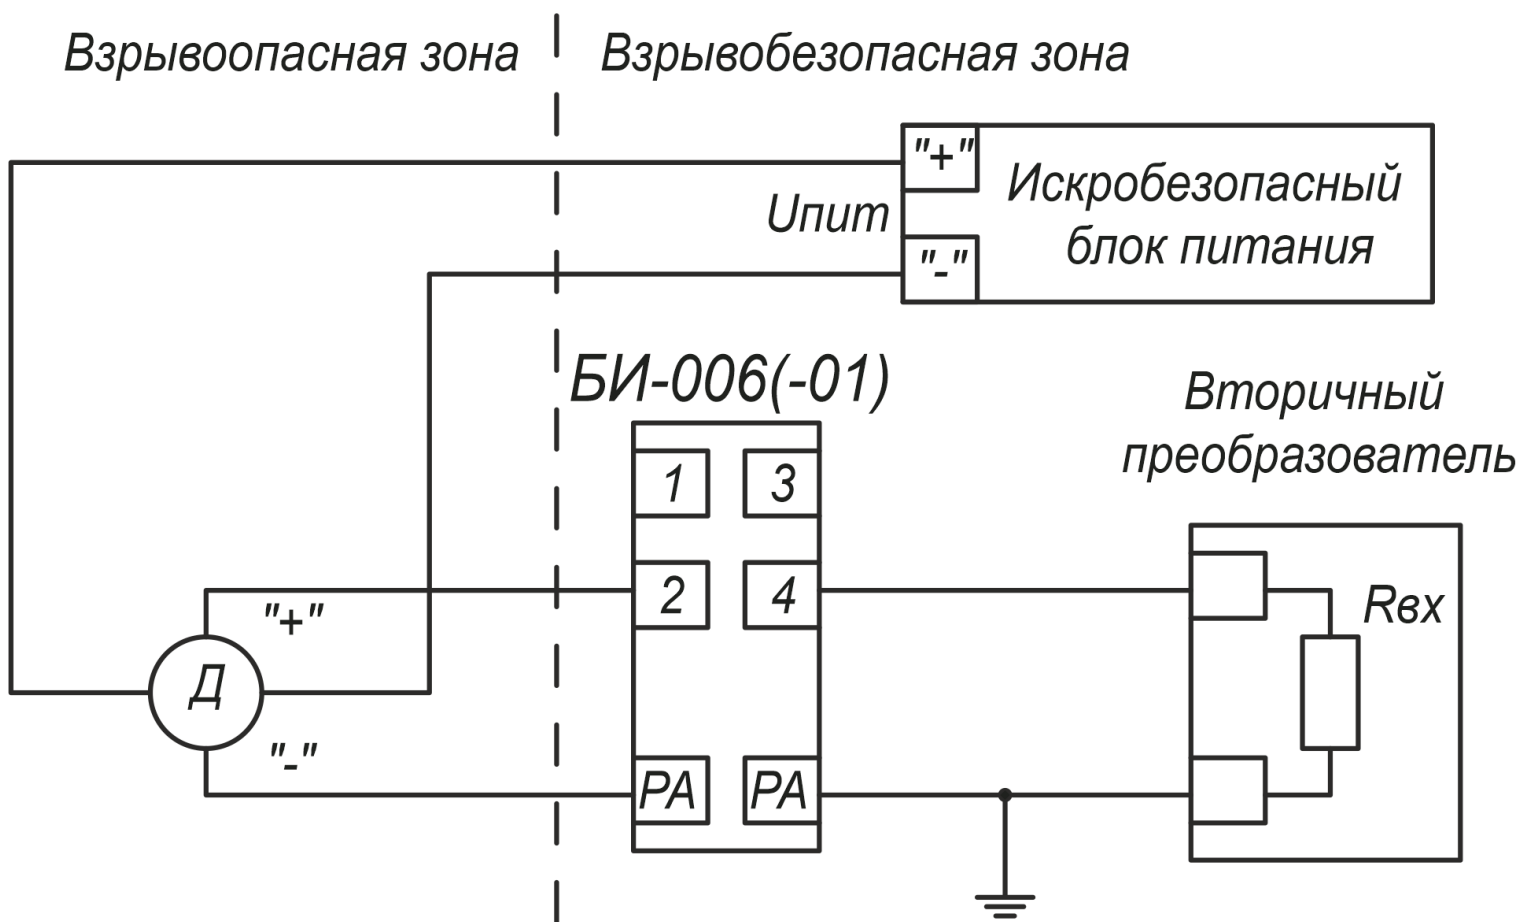 Взрывоопасная зона
Взрывобезопасная зона
"+"
Искробезопасный
Uпит
блок питания
"-"
БИ-006(-01)
Вторичный
преобразователь
1
3
2
4
Rвх
"+"
Д
"-"
PA
PA